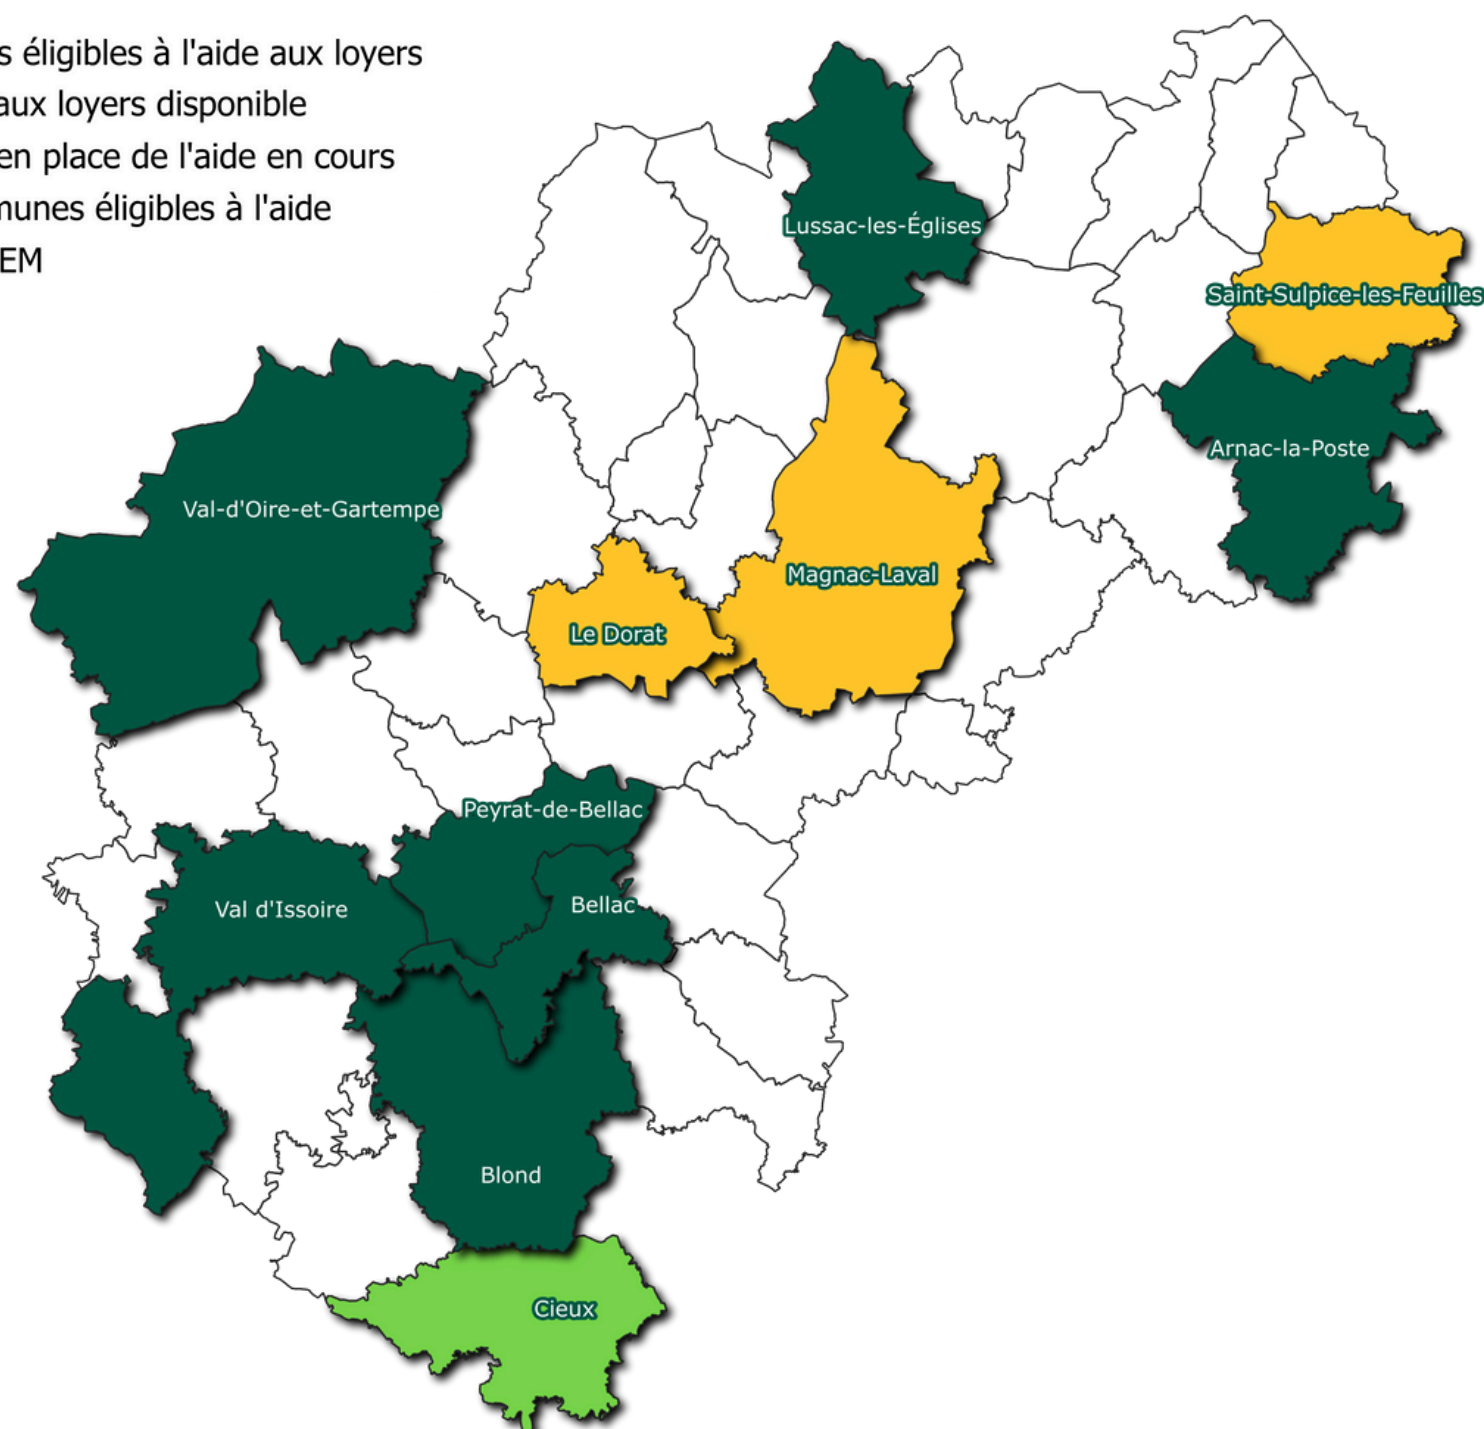 s éligibles à l'aide aux loyers
aux loyers disponible
en place de l'aide en cours
munes éligibles à l'aide
EM
Lussac-les-Églises
Saint-Sulpice-les-Feuilles
Arnac-la-Poste
Val-d'Oire-et-Gartempe
Magnac-Laval
Le Dorat
Peyrat-de-Bellac
Val d'Issoire
Bellac
Blond
Cieux